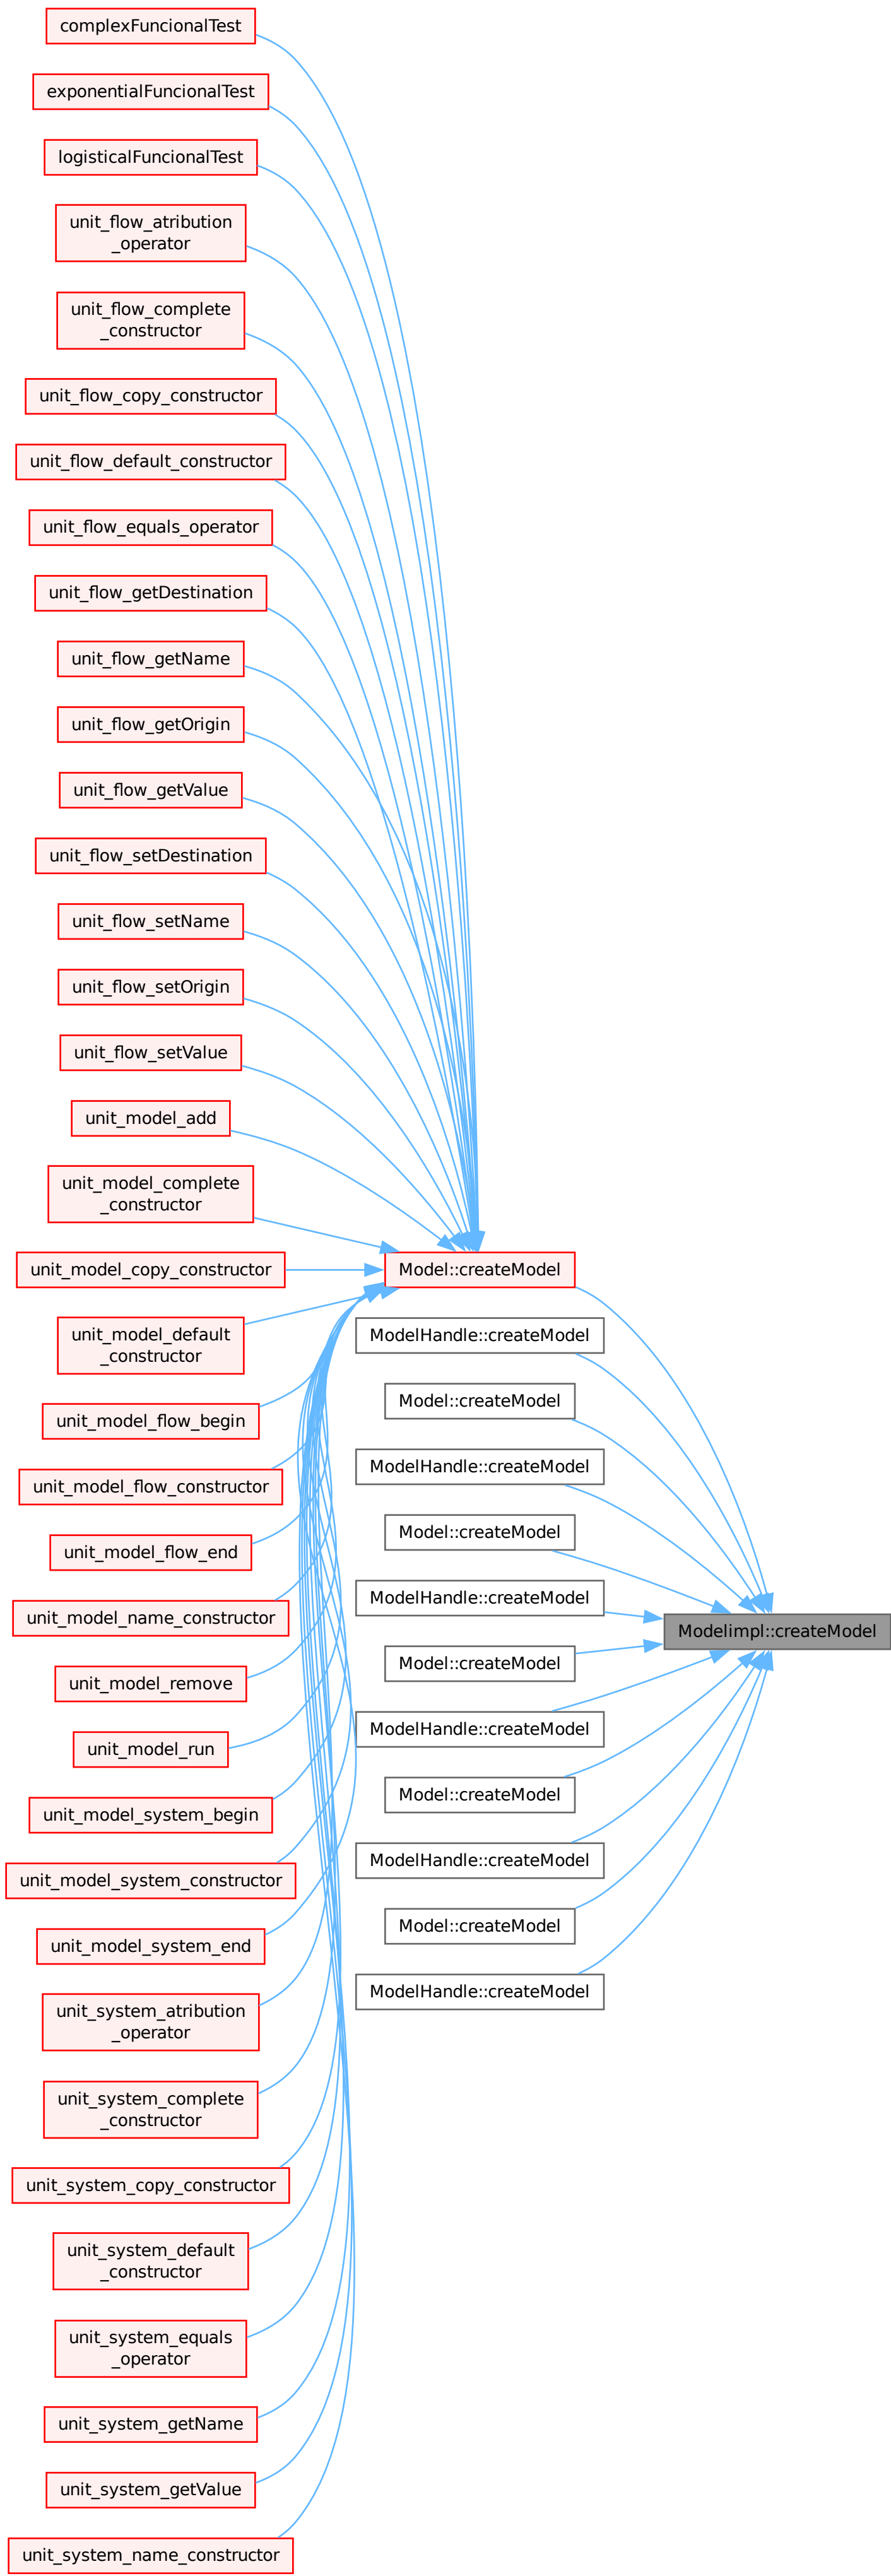 complexFuncionalTest
exponentialFuncionalTest
logisticalFuncionalTest
unit_flow_atribution
_operator
unit_flow_complete
_constructor
unit_flow_copy_constructor
unit_flow_default_constructor
unit_flow_equals_operator
unit_flow_getDestination
unit_flow_getName
unit_flow_getOrigin
unit_flow_getValue
unit_flow_setDestination
unit_flow_setName
unit_flow_setOrigin
unit_flow_setValue
unit_model_add
unit_model_complete
_constructor
unit_model_copy_constructor
unit_model_default
_constructor
unit_model_flow_begin
unit_model_flow_constructor
unit_model_flow_end
unit_model_name_constructor
unit_model_remove
unit_model_run
unit_model_system_begin
unit_model_system_constructor
unit_model_system_end
unit_system_atribution
_operator
unit_system_complete
_constructor
unit_system_copy_constructor
unit_system_default
_constructor
unit_system_equals
_operator
unit_system_getName
unit_system_getValue
unit_system_name_constructor
Model::createModel
ModelHandle::createModel
Model::createModel
ModelHandle::createModel
Model::createModel
ModelHandle::createModel
Model::createModel
ModelHandle::createModel
Model::createModel
ModelHandle::createModel
Model::createModel
ModelHandle::createModel
Modelimpl::createModel